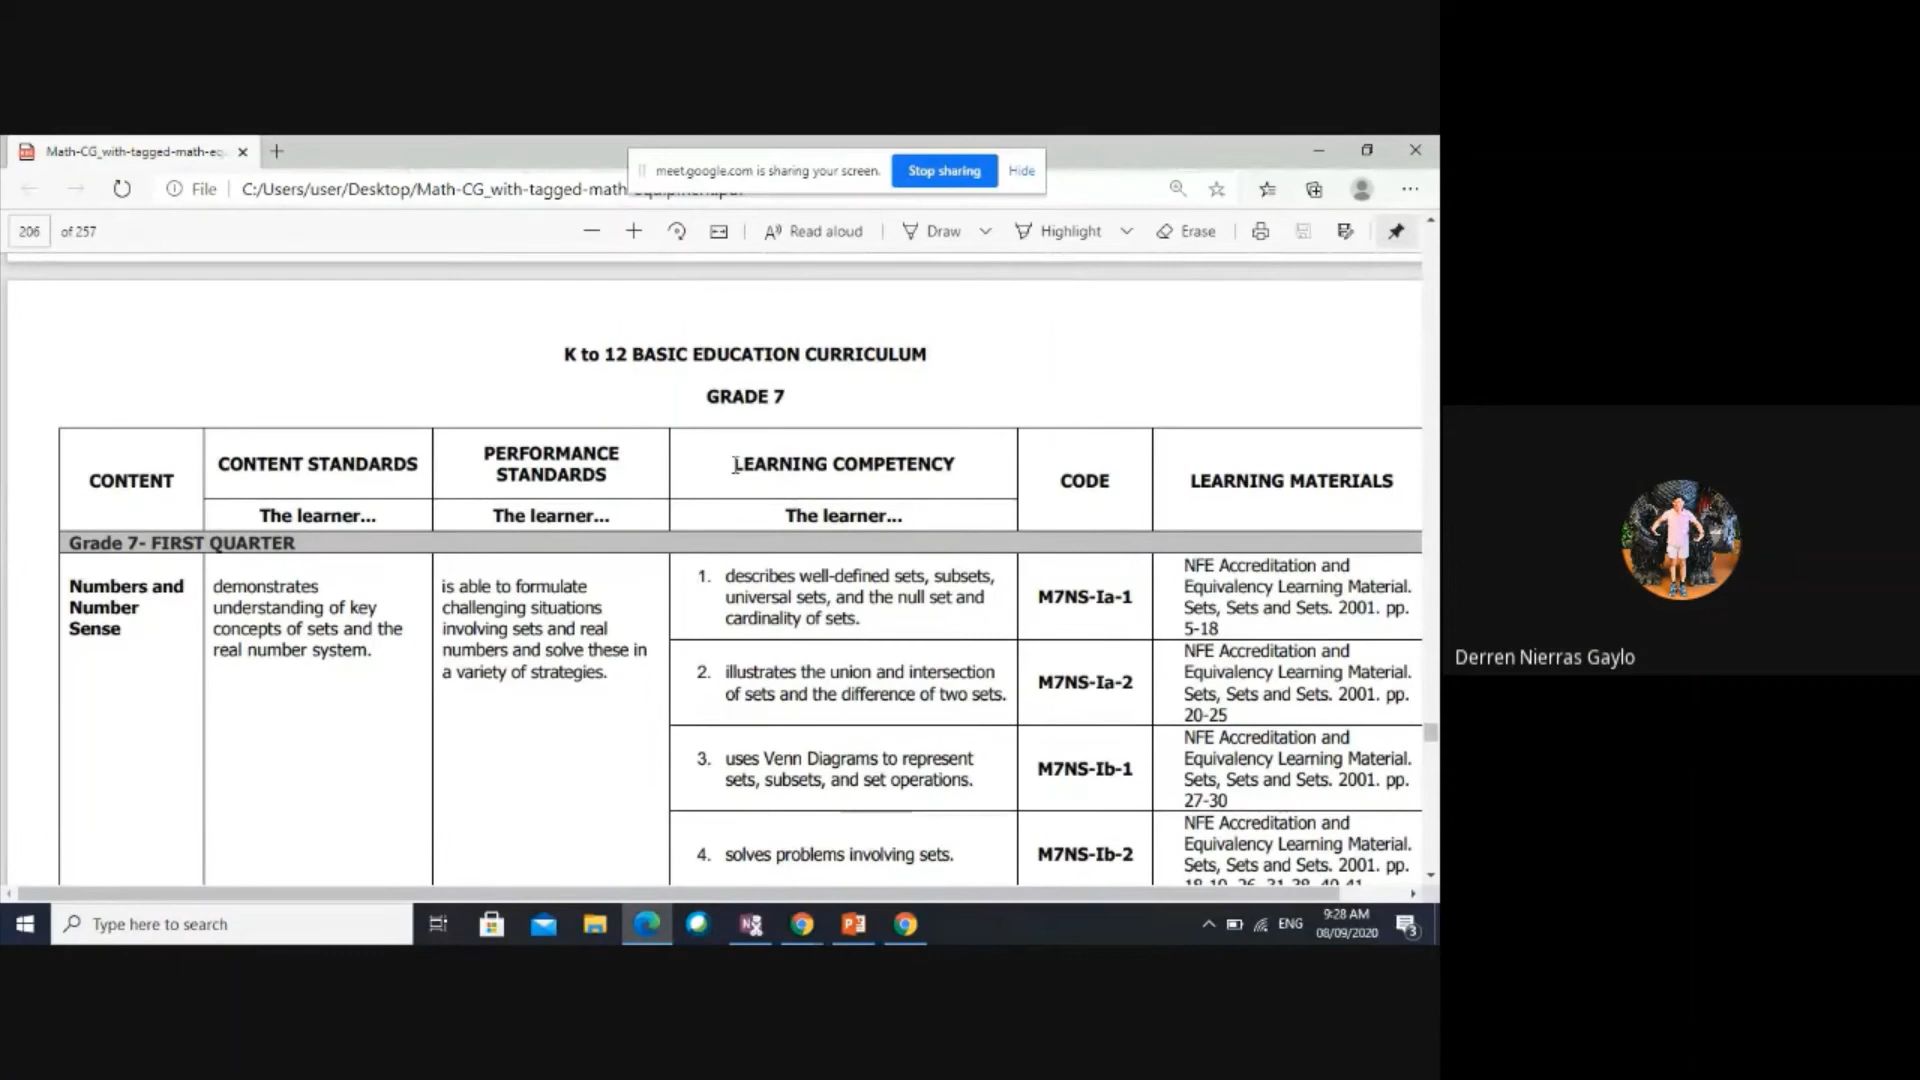 Math-CG_with-tagged-math-eq
meet.google.com is sharing your screen.
Stop sharing
Hide
File
C:/Users/user/Desktop/Math-CG_with-tagged-math-
206 of 257
Read aloud
Draw
Highlight
Erase
K to 12 BASIC EDUCATION CURRICULUM
GRADE 7
CONTENT
CONTENT STANDARDS
The learner...
PERFORMANCE
STANDARDS
The learner...
LEARNING COMPETENCY
The learner...
CODE
LEARNING MATERIALS
Grade 7- FIRST QUARTER
Numbers and
Number
Sense
demonstrates
understanding of key
concepts of sets and the
real number system.
is able to formulate
challenging situations
involving sets and real
numbers and solve these in
a variety of strategies.
1. describes well-defined sets, subsets,
universal sets, and the null set and
cardinality of sets.
M7NS-Ia-1
NFE Accreditation and
Equivalency Learning Material.
Sets, Sets and Sets. 2001. pp.
5-18
2. illustrates the union and intersection
of sets and the difference of two sets.
M7NS-Ia-2
NFE Accreditation and
Equivalency Learning Material.
Sets, Sets and Sets. 2001. pp.
20-25
3. uses Venn Diagrams to represent
sets, subsets, and set operations.
M7NS-Ib-1
NFE Accreditation and
Equivalency Learning Material.
Sets, Sets and Sets. 2001. pp.
27-30
4. solves problems involving sets.
M7NS-Ib-2
NFE Accreditation and
Equivalency Learning Material.
Sets, Sets and Sets. 2001. pp.
Type here to search
ENG
9:28 AM
08/09/2020
3
Derren Nierras Gaylo